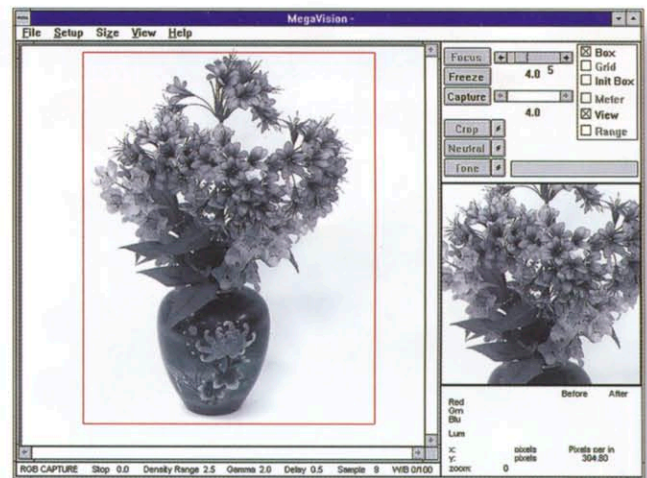 MegaVision -
File Setup Size View Help
Focus
4.0 5
Freeze
Capture
4.0
Crop
Neutral
Tone
Box
Grid
Init Box
Meter
View
Range
Before After
Red
Grn
Blu
Lum
x: pixels Pixels per in
y: pixels 304.80
zoom: 0
RGB CAPTURE Stop 0.0 Density Range 2.5 Gamma 2.0 Delay 0.5 Sample 8 W/B 0/100